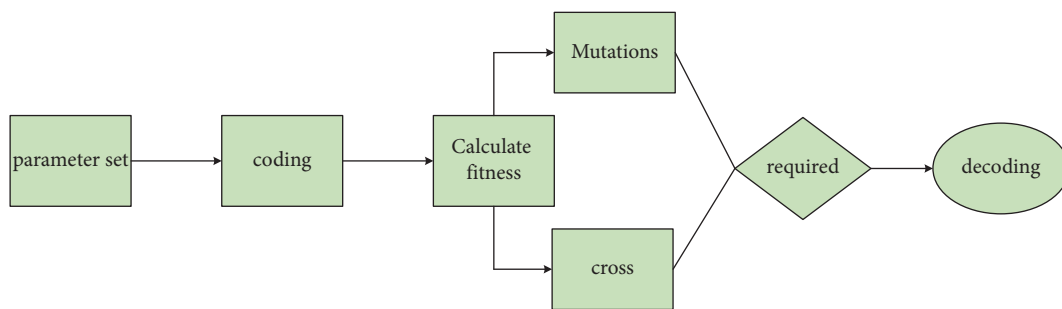 parameter set
coding
Calculate
fitness
Mutations
cross
required
decoding